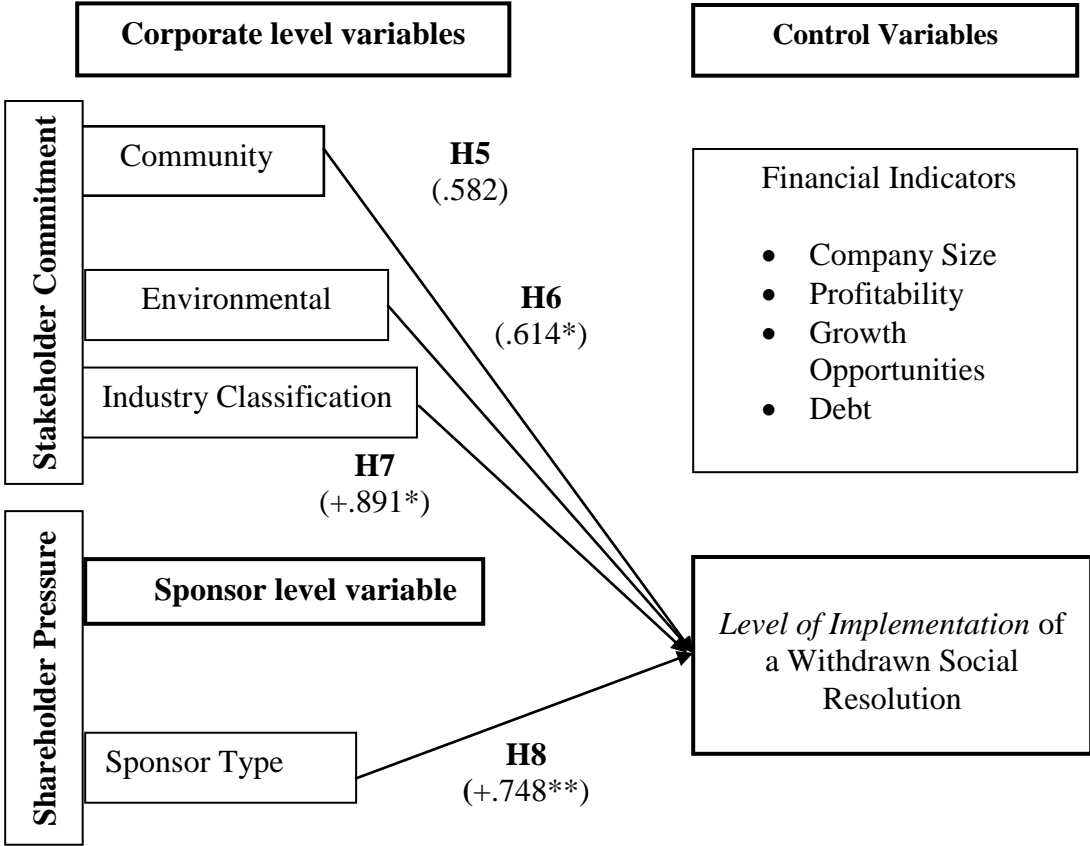 Corporate level variables
Control Variables
Stakeholder Commitment
Community
H5
(.582)
Environmental
H6
(.614*)
Industry Classification
H7
(+.891*)
Financial Indicators
• Company Size
• Profitability
• Growth
Opportunities
• Debt
Shareholder Pressure
Sponsor level variable
Sponsor Type
H8
(+.748**)
Level of Implementation of
a Withdrawn Social
Resolution